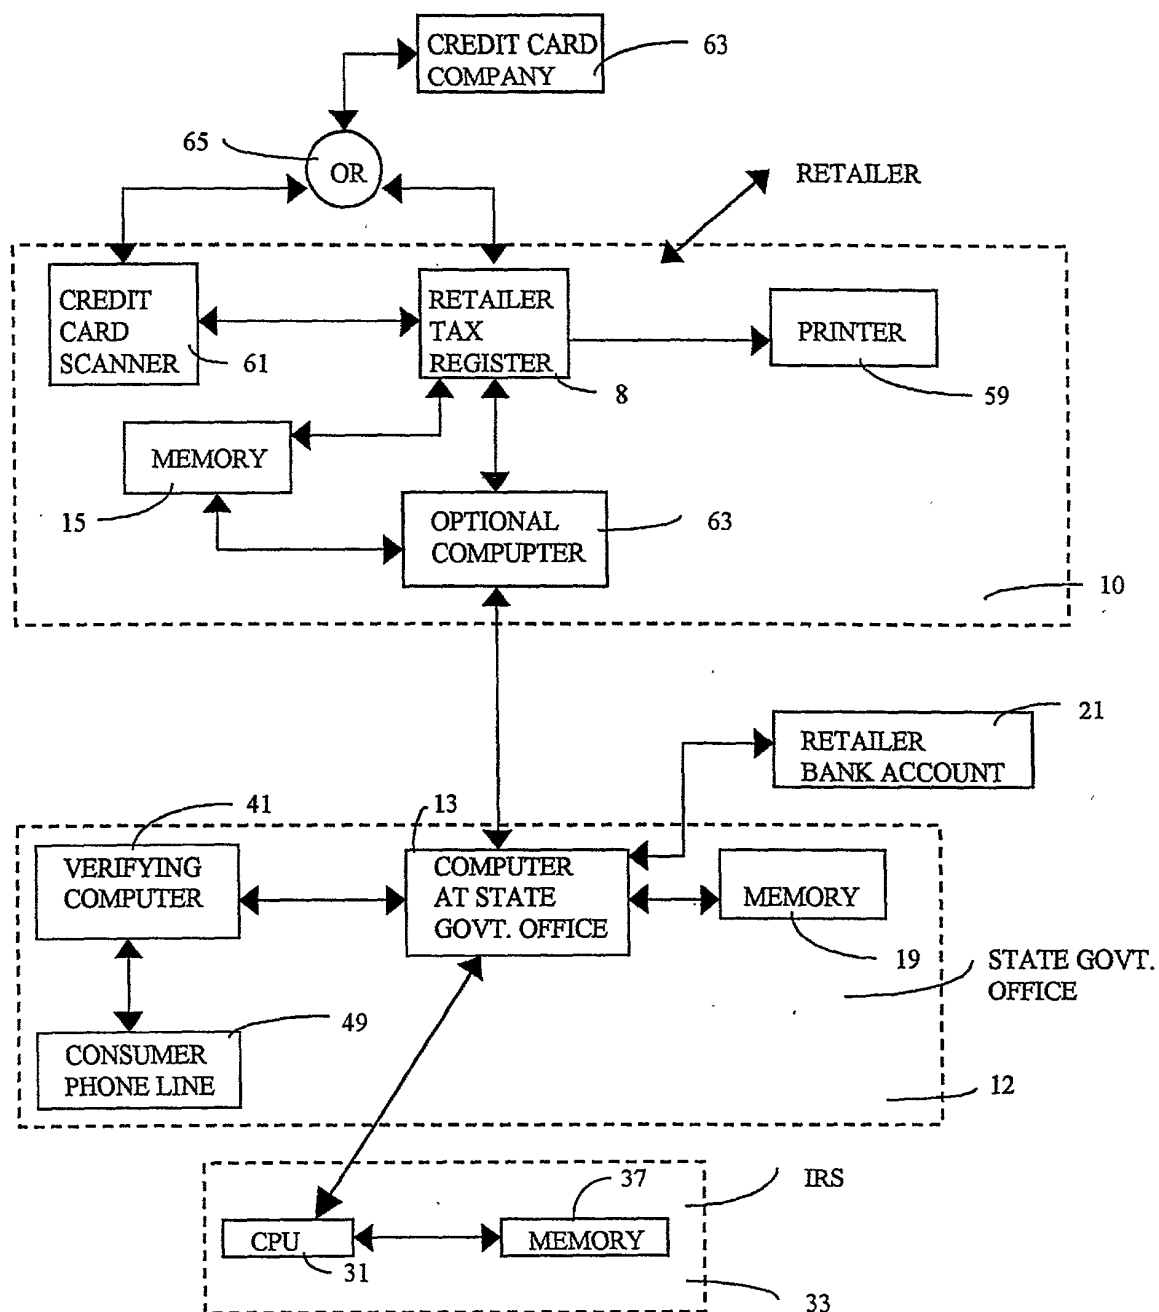 CREDIT CARD
COMPANY
63
65
OR
RETAILER
CREDIT
CARD
SCANNER
61
RETAILER
TAX
REGISTER
8
PRINTER
59
MEMORY
15
OPTIONAL
COMPUPTER
63
10
21
RETAILER
BANK ACCOUNT
41
13
VERIFYING
COMPUTER
COMPUTER
AT STATE
GOVT. OFFICE
MEMORY
19
STATE GOVT.
OFFICE
49
CONSUMER
PHONE LINE
12
IRS
37
CPU
MEMORY
31
33